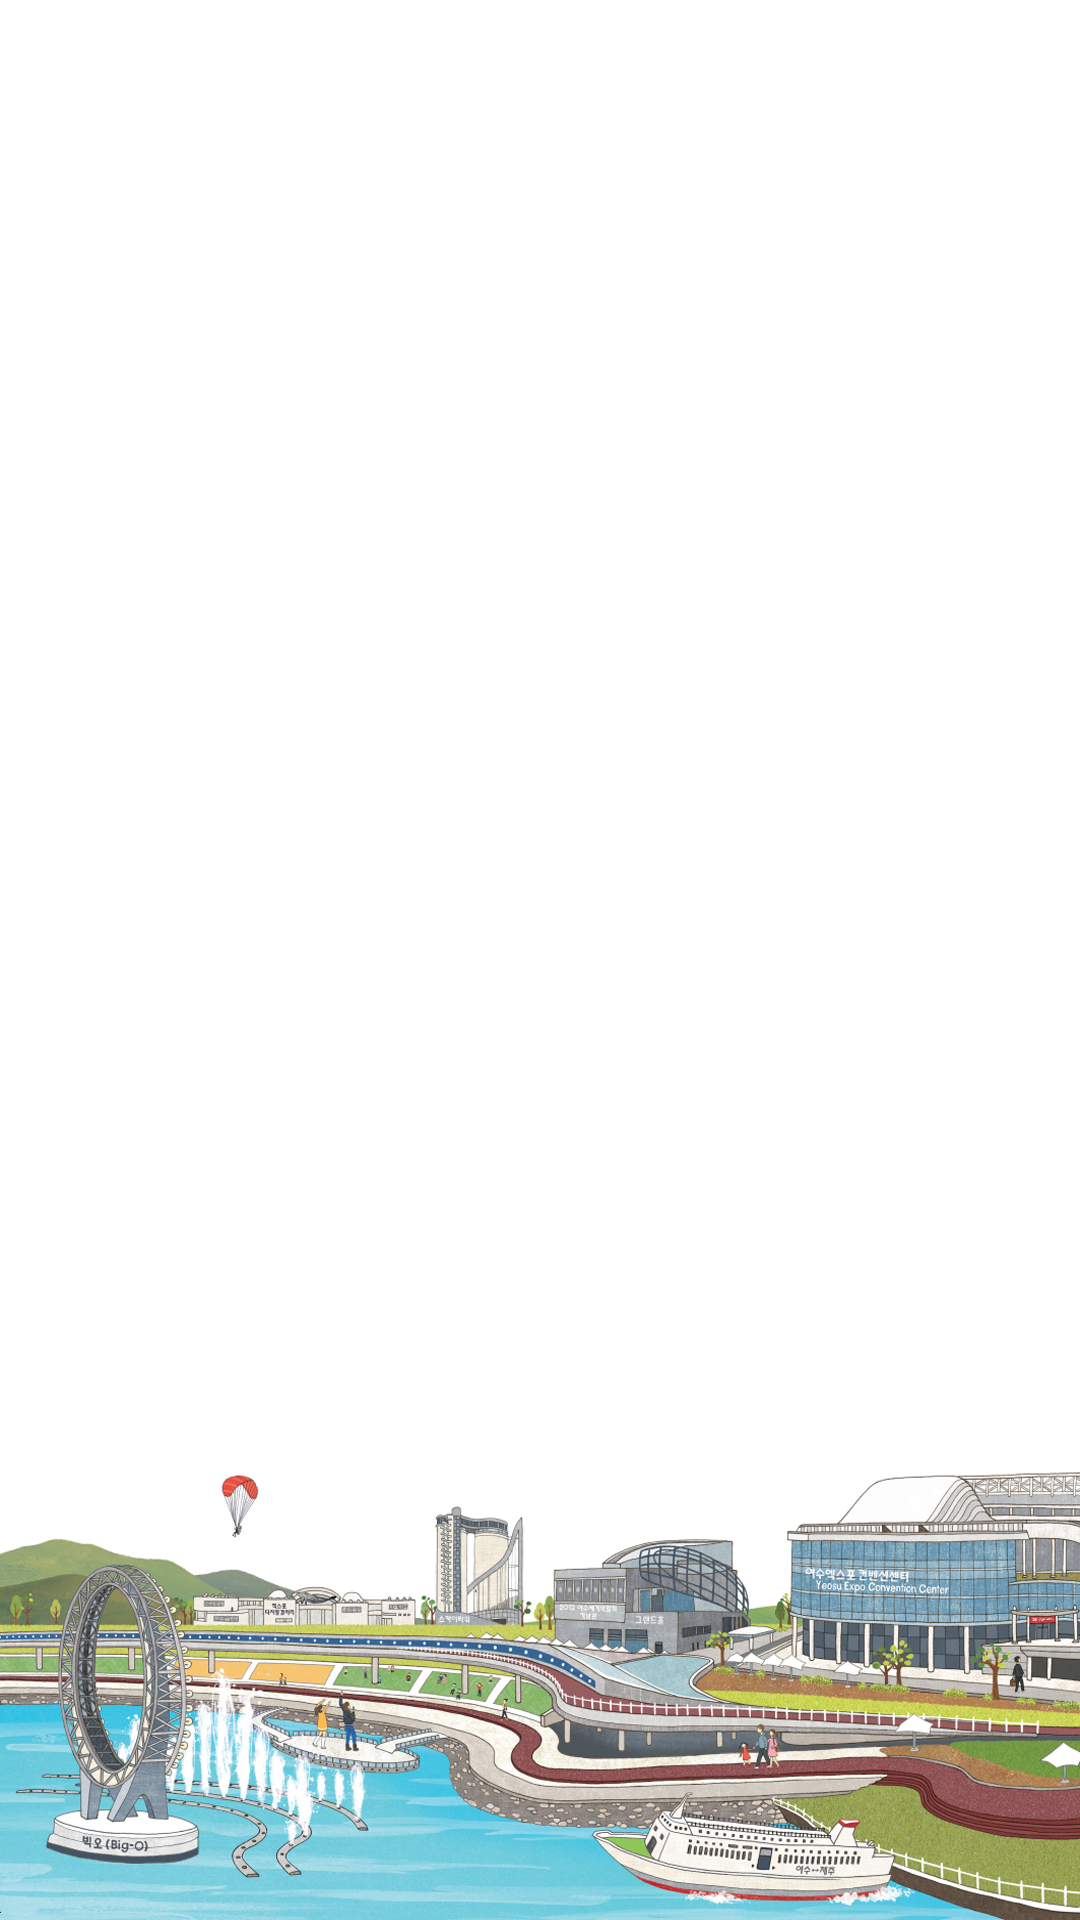 엑스포
디지털갤러리
스카이타워
2012 여수세계박람회
기념관
그랜드홀
여수엑스포 컨벤션센터
Yeosu Expo Convention Center
빅오 (Big-O)
여수↔제주